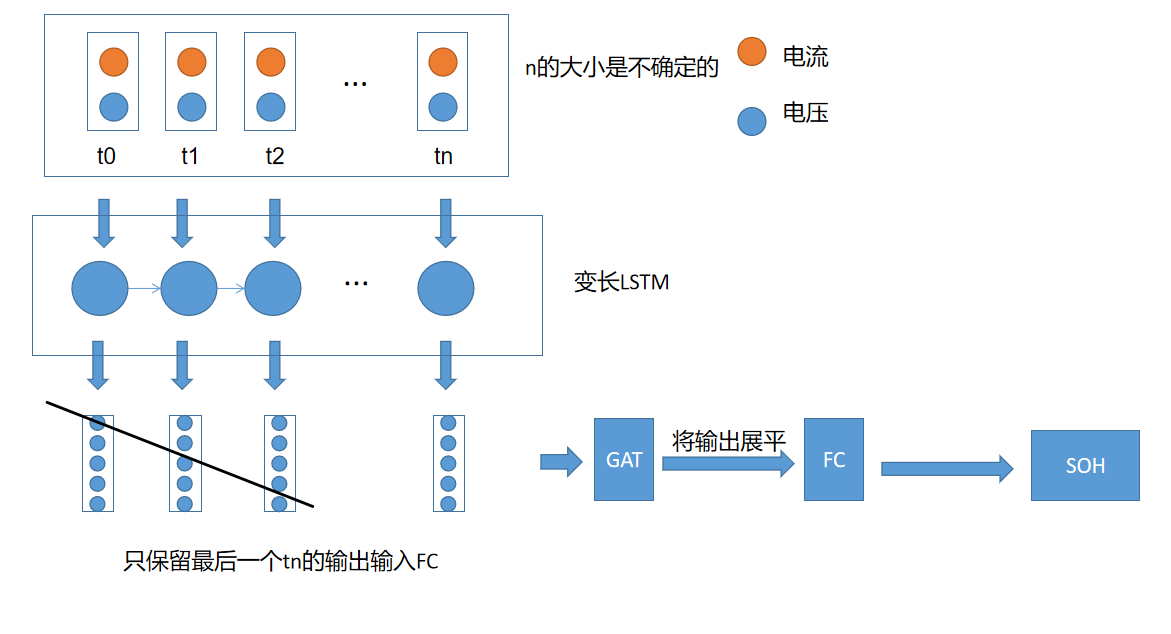 电流
n的大小是不确定的
电压
t0 t1 t2 ... tn
... 变长LSTM
将输出展平
GAT FC SOH
只保留最后一个tn的输出输入FC